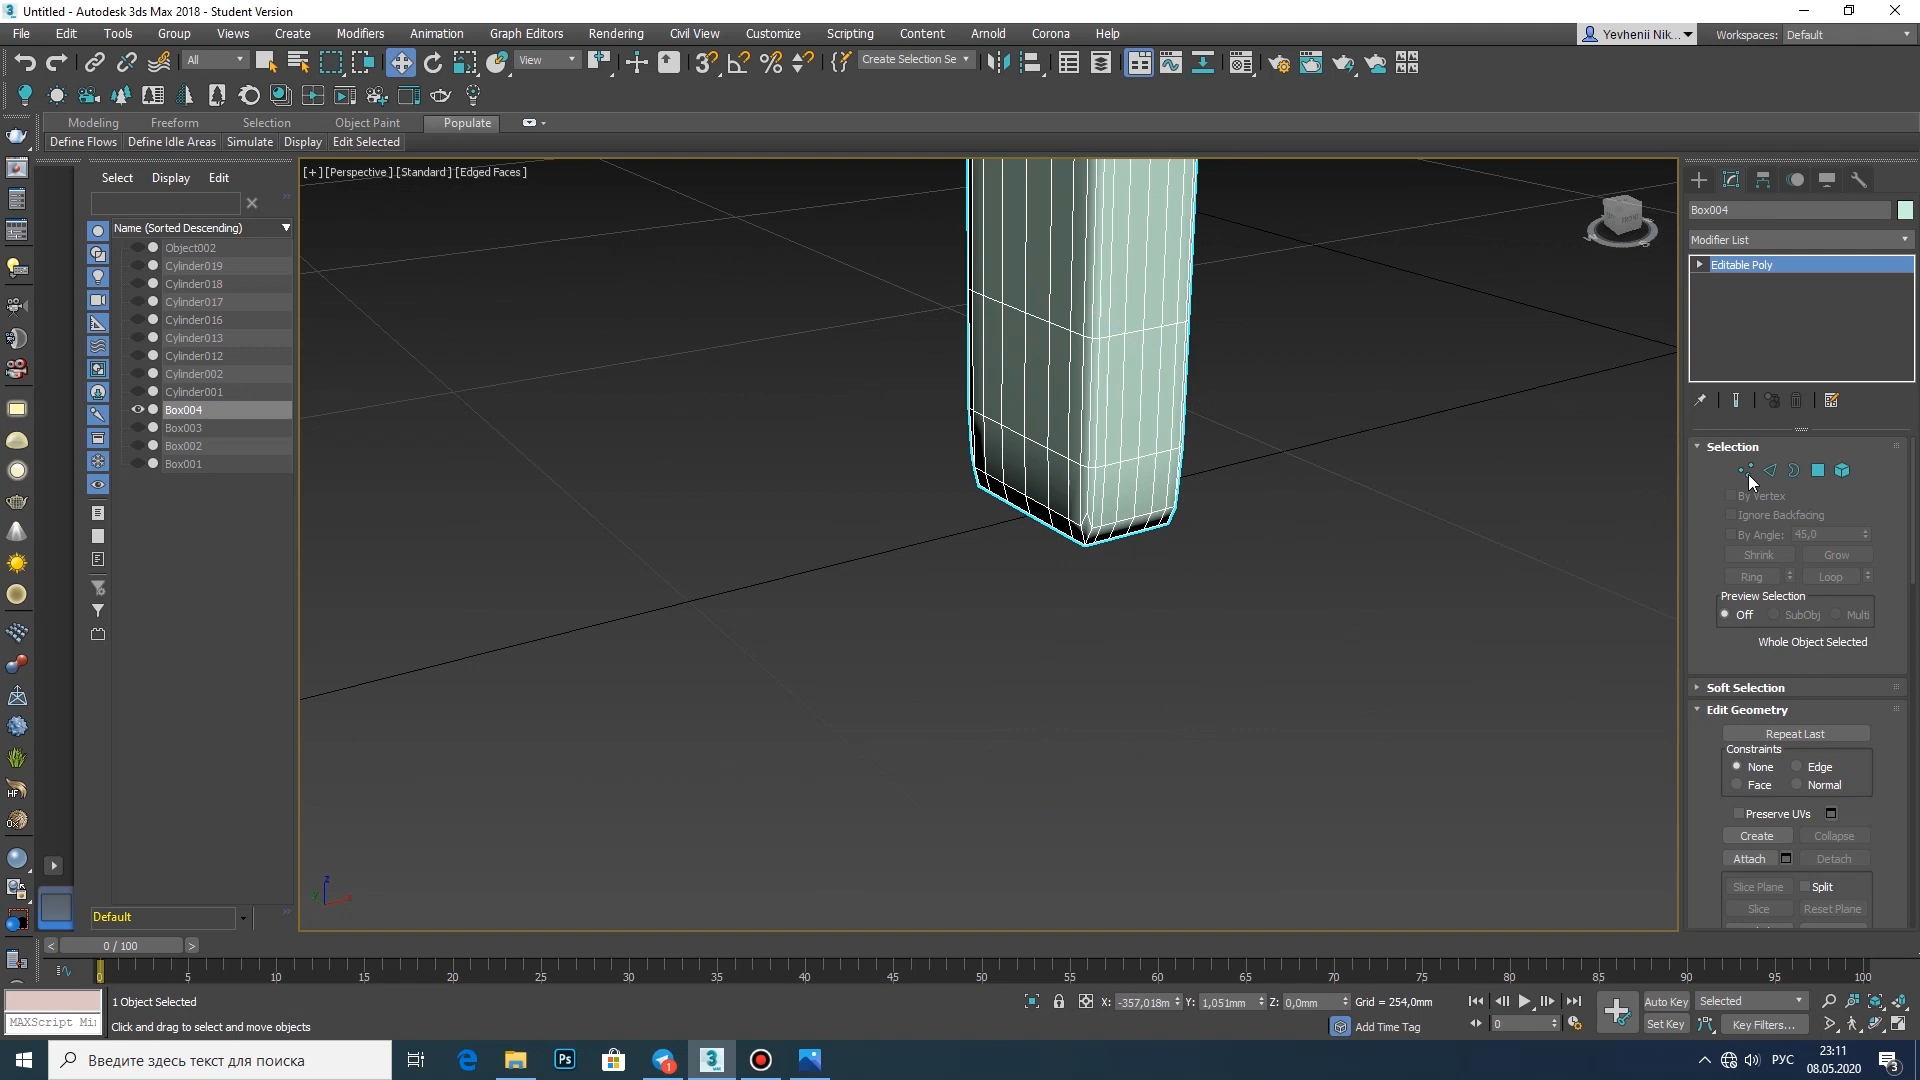 Untitled - Autodesk 3ds Max 2018 - Student Version
File Edit Tools Group Views Create Modifiers Animation Graph Editors Rendering Civil View Customize Scripting Content Arnold Corona Help
Yevhenii Nik... Workspaces: Default
All View Create Selection Se
Modeling Freeform Selection Object Paint Populate
Define Flows Define Idle Areas Simulate Display Edit Selected
Select Display Edit
[+] [Perspective] [Standard] [Edged Faces]
Name (Sorted Descending)
Object002
Cylinder019
Cylinder018
Cylinder017
Cylinder016
Cylinder013
Cylinder012
Cylinder002
Cylinder001
Box004
Box003
Box002
Box001
Default
Box004
Modifier List
Editable Poly
Selection
By Vertex
Ignore Backfacing
By Angle: 45,0
Shrink Grow
Ring Loop
Preview Selection
Off SubObj Multi
Whole Object Selected
Soft Selection
Edit Geometry
Repeat Last
Constraints
None Edge
Face Normal
Preserve UVs
Create Collapse
Attach Detach
Slice Plane Split
Slice Reset Plane
0 / 100
0 5 10 15 20 25 30 35 40 45 50 55 60 65 70 75 80 85 90 95 100
1 Object Selected
X: -357,018m Y: 1,051mm Z: 0,0mm Grid = 254,0mm
Auto Key Selected
MAXScript Mi
Click and drag to select and move objects
Add Time Tag
0
Set Key Key Filters...
Введите здесь текст для поиска
Ps
1
3
РУС
23:11
08.05.2020
3